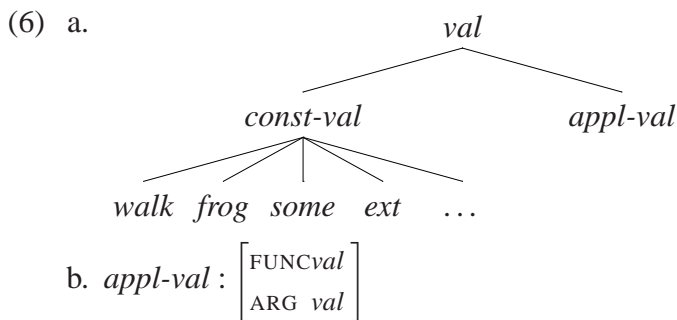 (6) a. val
const-val appl-val
walk frog some ext ...
b. appl-val : [FUNCval
ARG val]